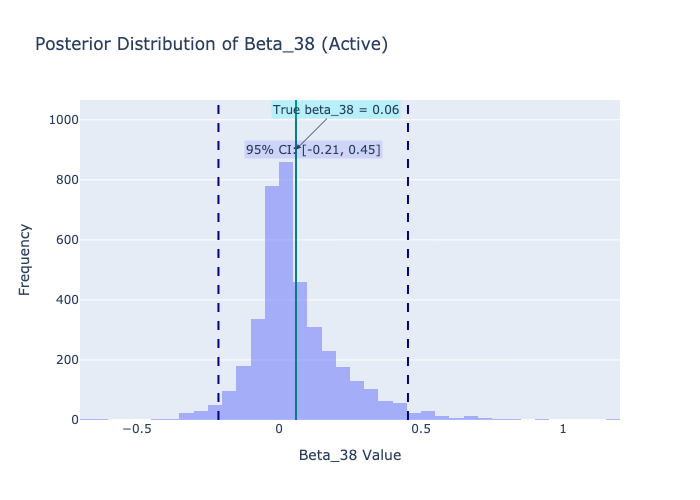 Posterior Distribution of Beta_38 (Active)
True beta_38 = 0.06
95% CI: [-0.21, 0.45]
1000
800
600
400
200
0
Frequency
−0.5
0
0.5
1
Beta_38 Value